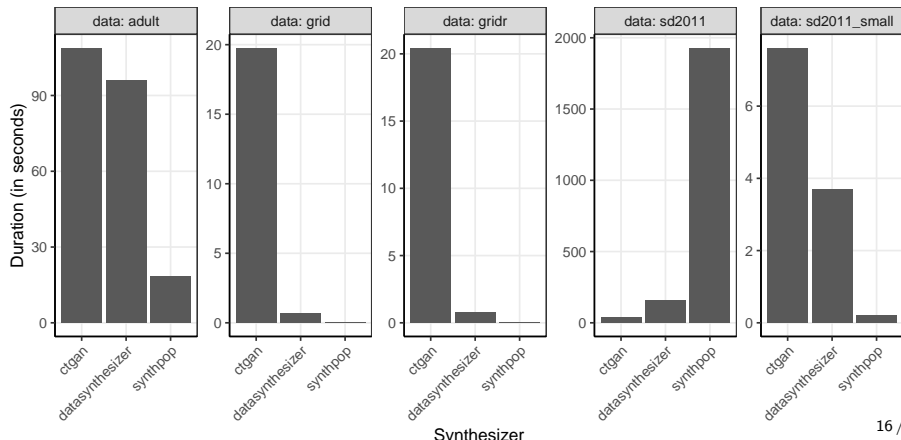 data: adult
data: grid
data: gridr
data: sd2011
data: sd2011_small
Duration (in seconds)
90
60
30
0
20
15
10
5
0
20
15
10
5
0
2000
1500
1000
500
0
6
4
2
0
ctgan
datasynthesizer
synthpop
ctgan
datasynthesizer
synthpop
ctgan
datasynthesizer
synthpop
ctgan
datasynthesizer
synthpop
ctgan
datasynthesizer
synthpop
Synthesizer
16 /